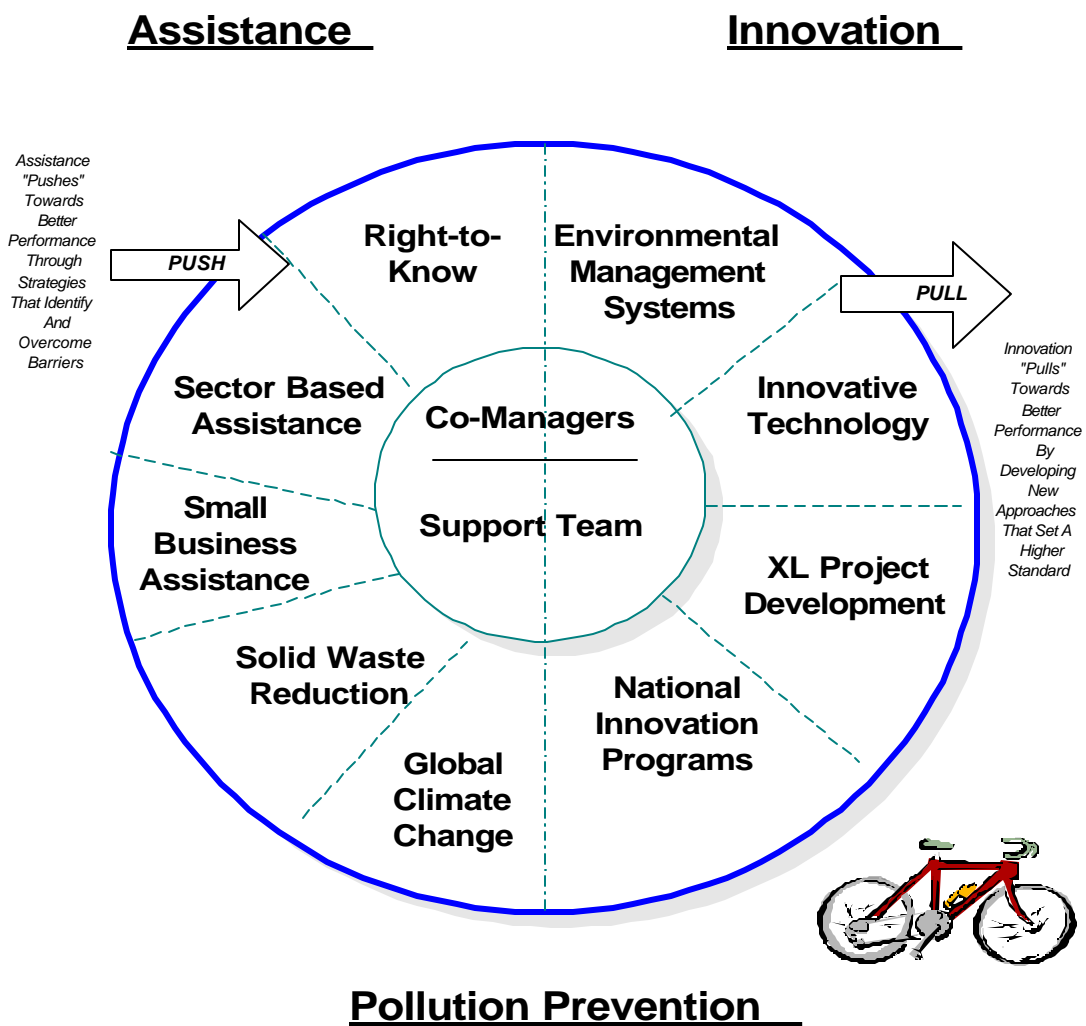 Assistance
Innovation
Assistance
"Pushes"
Towards
Better
Performance
Through
Strategies
That Identify
And
Overcome
Barriers
PUSH
Right-to-
Know
Environmental
Management
Systems
PULL
Innovation
"Pulls"
Towards
Better
Performance
By
Developing
New
Approaches
That Set A
Higher
Standard
Sector Based
Assistance
Co-Managers
Support Team
Innovative
Technology
Small
Business
Assistance
XL Project
Development
Solid Waste
Reduction
National
Innovation
Programs
Global
Climate
Change
Pollution Prevention